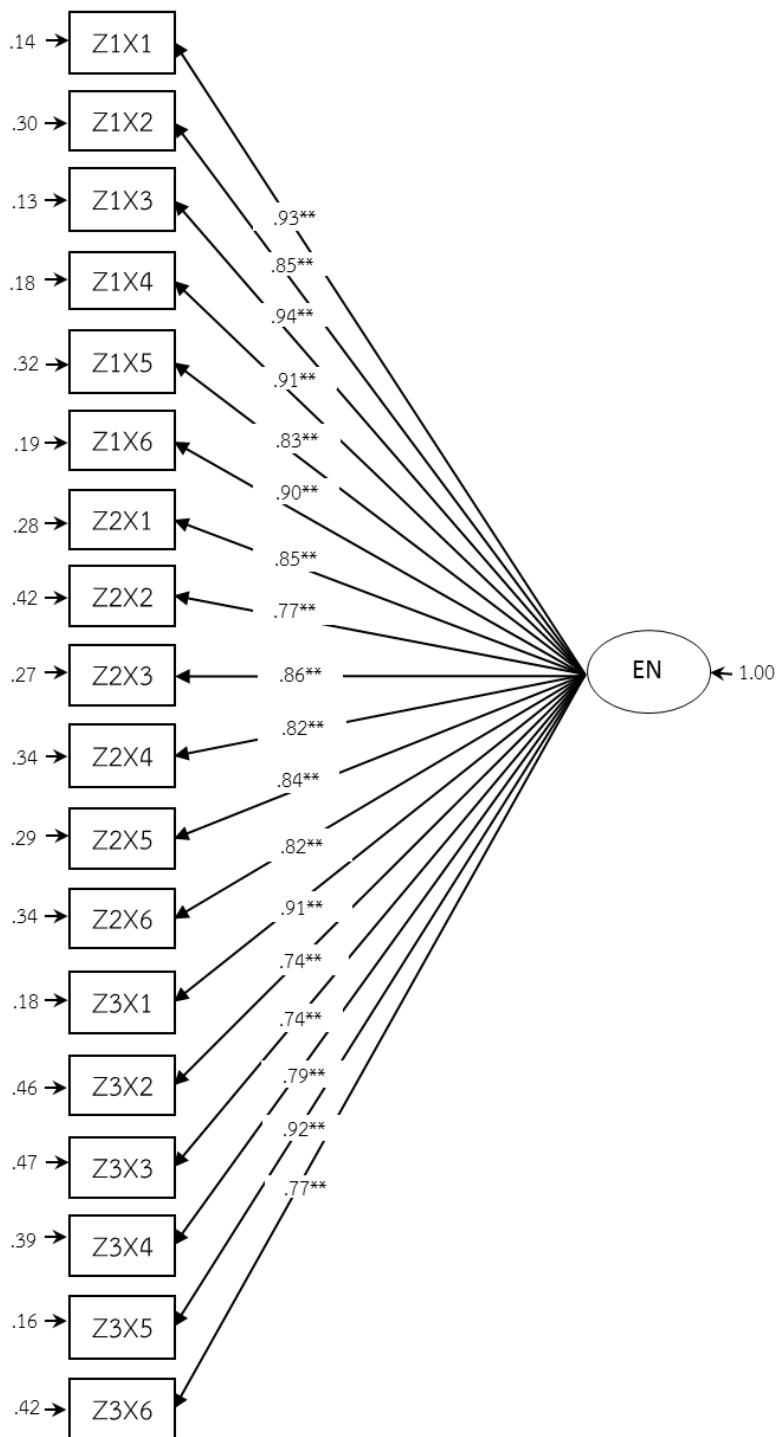 .14 Z1X1
.30 Z1X2
.13 Z1X3
.93**
.85**
.18 Z1X4
.94**
.32 Z1X5
.91**
.19 Z1X6
.83**
.90**
.28 Z2X1
.85**
.42 Z2X2
.77**
.27 Z2X3 .86** EN 1.00
.34 Z2X4
.82**
.84**
.29 Z2X5
.82**
.34 Z2X6
.91**
.74**
.18 Z3X1
.74**
.46 Z3X2
.79**
.92**
.47 Z3X3
.77**
.39 Z3X4
.16 Z3X5
.42 Z3X6